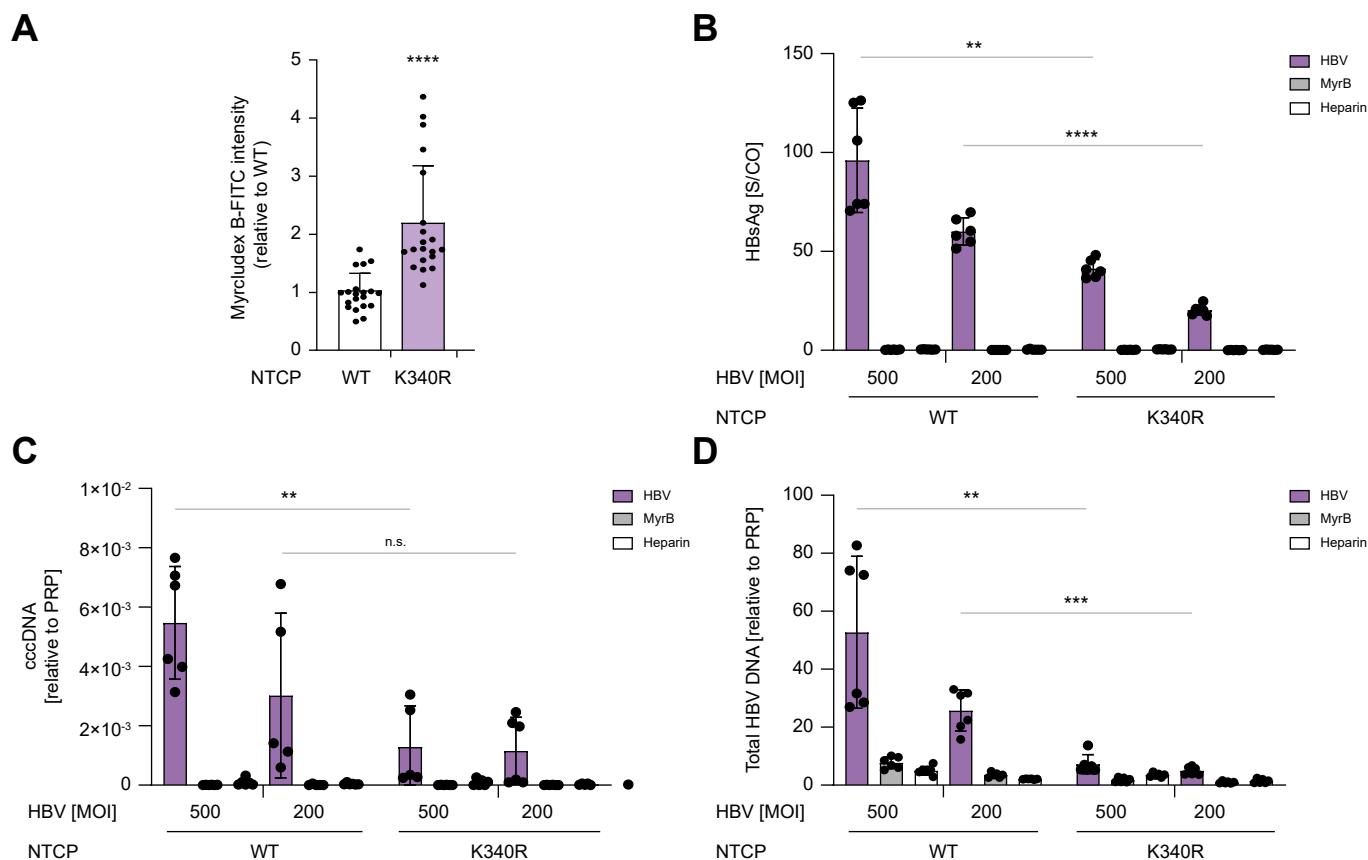 A
Myrcludex B-FITC intensity
(relative to WT)
5
4
3
2
1
0
****
NTCP WT K340R
B
HBsAg [S/CO]
150
100
50
0
**
****
HBV
MyrB
Heparin
HBV [MOI] 500 200 500 200
NTCP WT K340R
C
cccDNA
[relative to PRP]
1×10-2
8×10-3
6×10-3
4×10-3
2×10-3
0
**
n.s.
HBV
MyrB
Heparin
HBV [MOI] 500 200 500 200
NTCP WT K340R
D
Total HBV DNA [relative to PRP]
100
80
60
40
20
0
**
***
HBV
MyrB
Heparin
HBV [MOI] 500 200 500 200
NTCP WT K340R